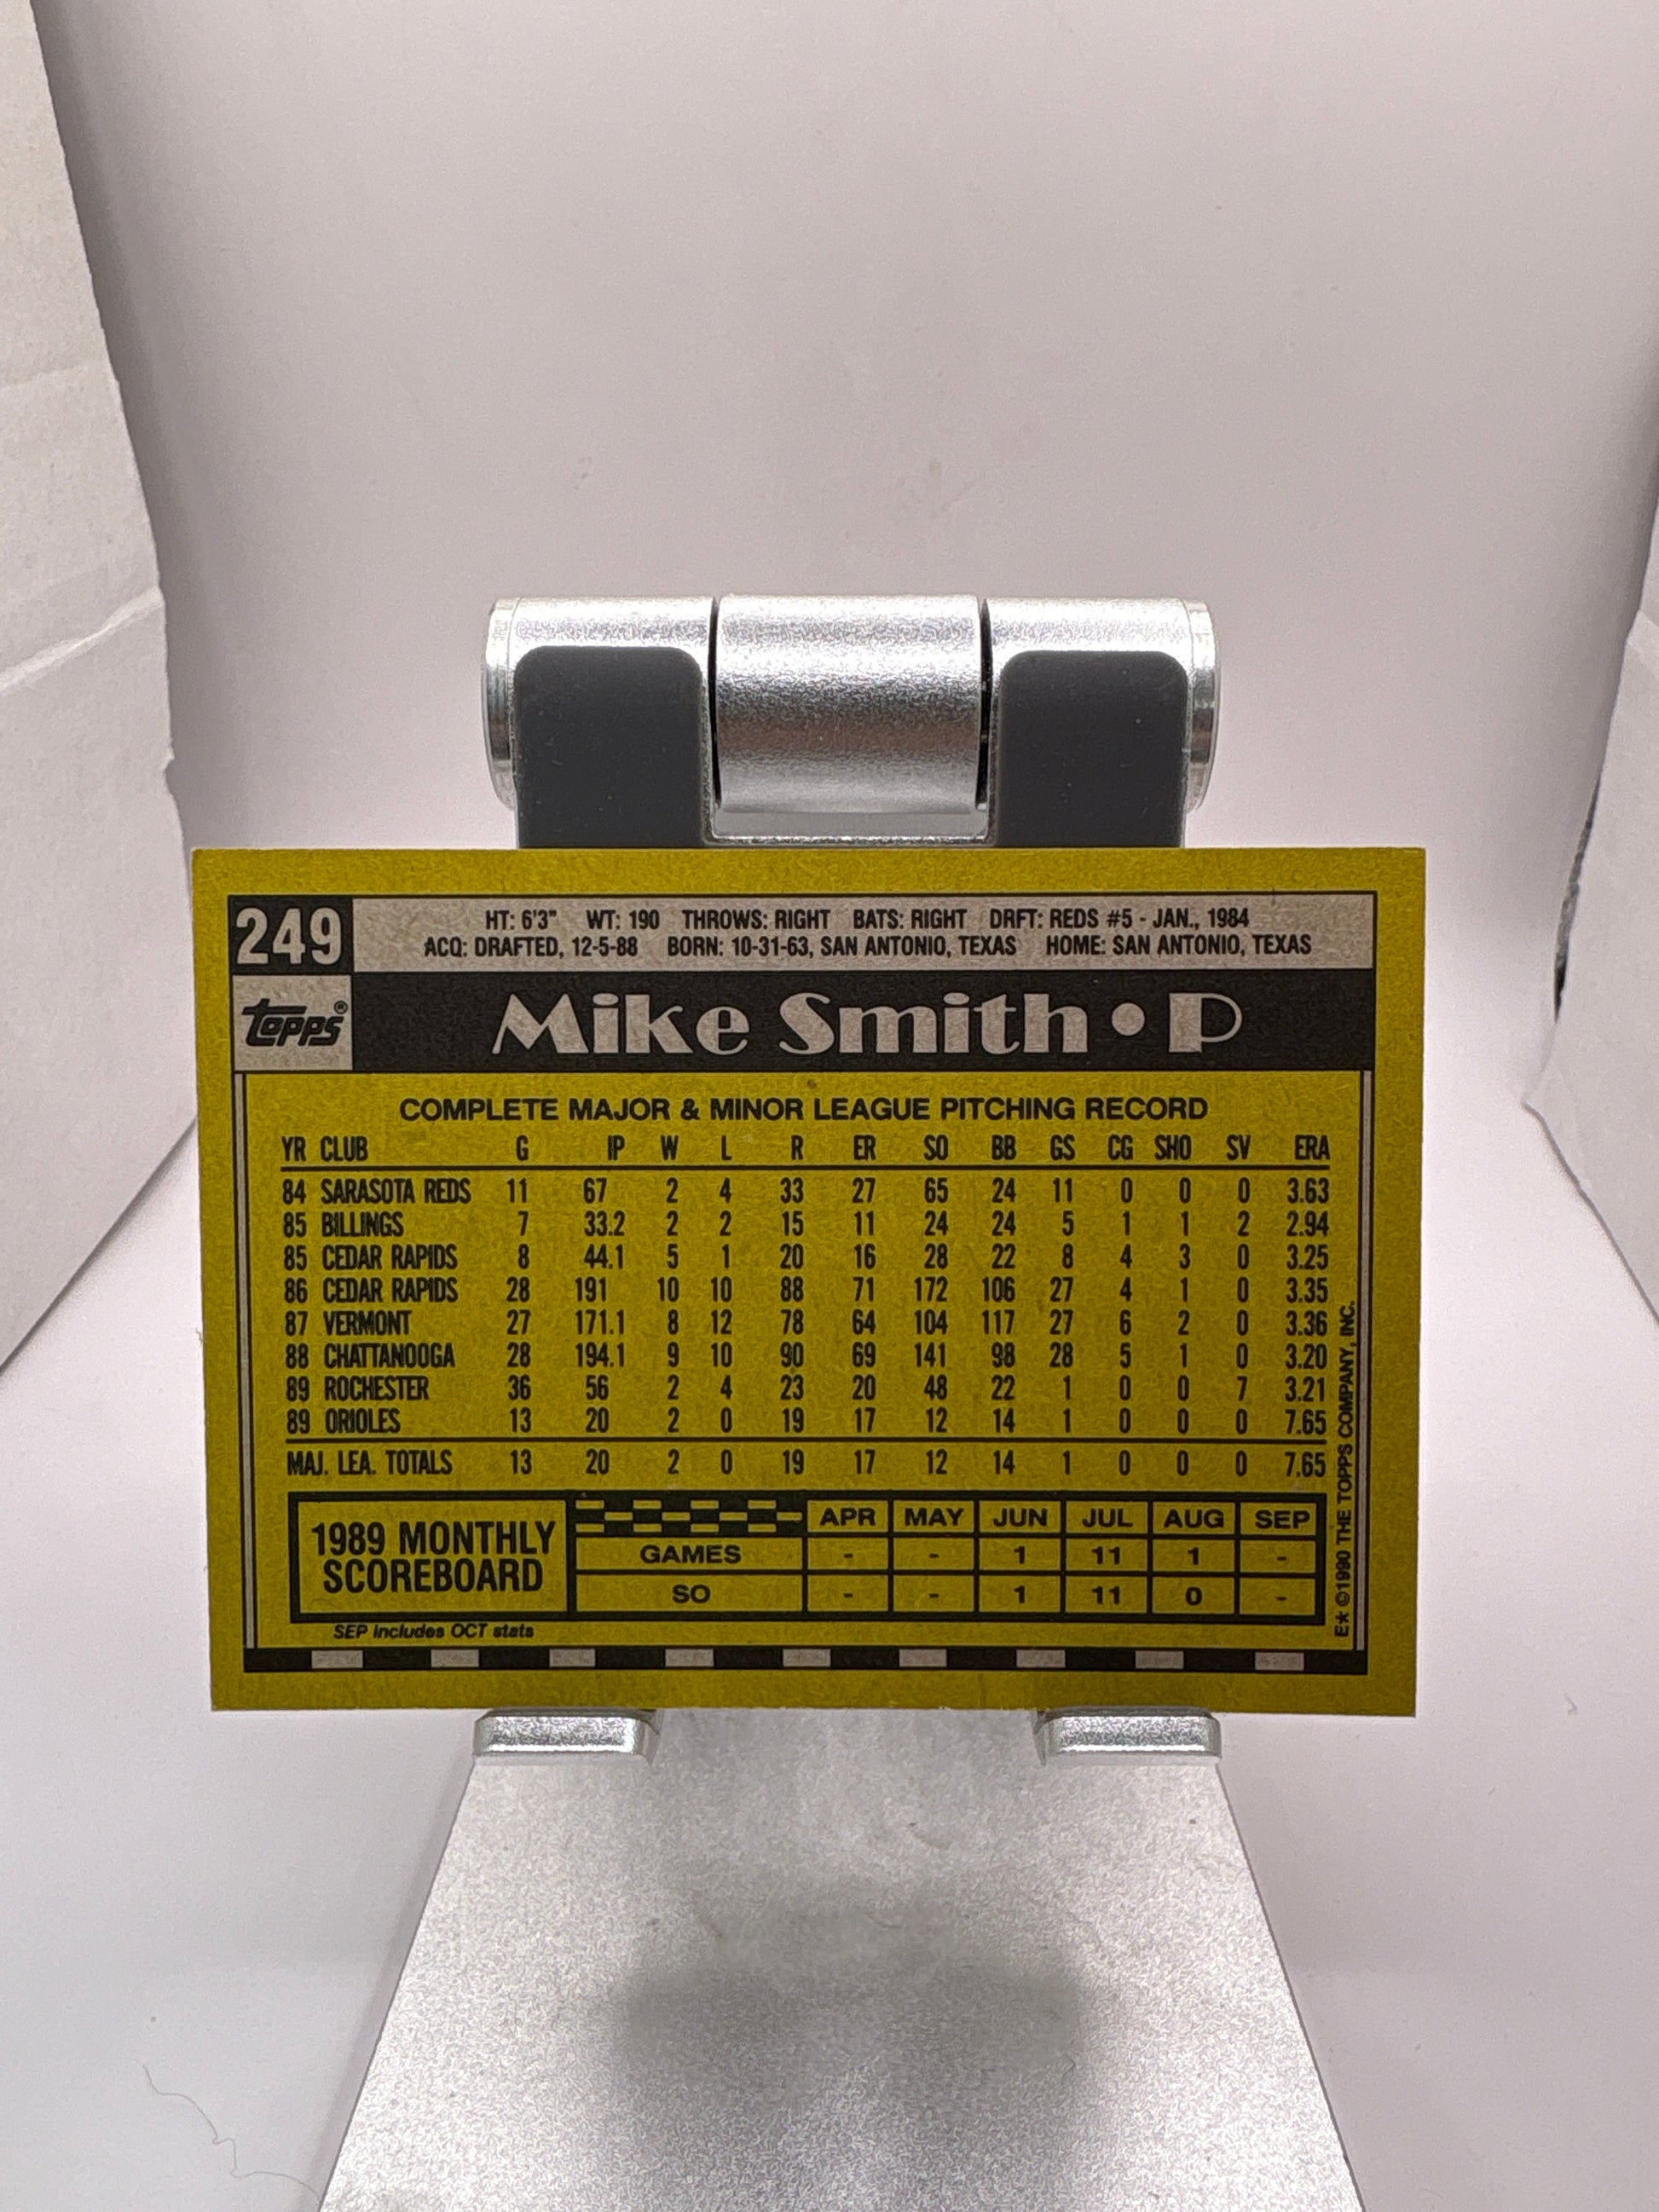 249
HT: 6'3" WT: 190 THROWS: RIGHT BATS: RIGHT DRFT: REDS #5 - JAN., 1984
ACQ: DRAFTED, 12-5-88 BORN: 10-31-63, SAN ANTONIO, TEXAS HOME: SAN ANTONIO, TEXAS
topps®
Mike Smith • P
COMPLETE MAJOR & MINOR LEAGUE PITCHING RECORD
YR CLUB G IP W L R ER SO BB GS CG SHO SV ERA
84 SARASOTA REDS 11 67 2 4 33 27 65 24 11 0 0 0 3.63
85 BILLINGS 7 33.2 2 2 15 11 24 24 5 1 1 2 2.94
85 CEDAR RAPIDS 8 44.1 5 1 20 16 28 22 8 4 3 0 3.25
86 CEDAR RAPIDS 28 191 10 10 88 71 172 106 27 4 1 0 3.35
87 VERMONT 27 171.1 8 12 78 64 104 117 27 6 2 0 3.36
88 CHATTANOOGA 28 194.1 9 10 90 69 141 98 28 5 1 0 3.20
89 ROCHESTER 36 56 2 4 23 20 48 22 1 0 0 7 3.21
89 ORIOLES 13 20 2 0 19 17 12 14 1 0 0 0 7.65
MAJ. LEA. TOTALS 13 20 2 0 19 17 12 14 1 0 0 0 7.65
1989 MONTHLY
SCOREBOARD
APR MAY JUN JUL AUG SEP
GAMES - - 1 11 1 -
SO - - 1 11 0 -
SEP includes OCT stats
E★ ©1990 THE TOPPS COMPANY, INC.